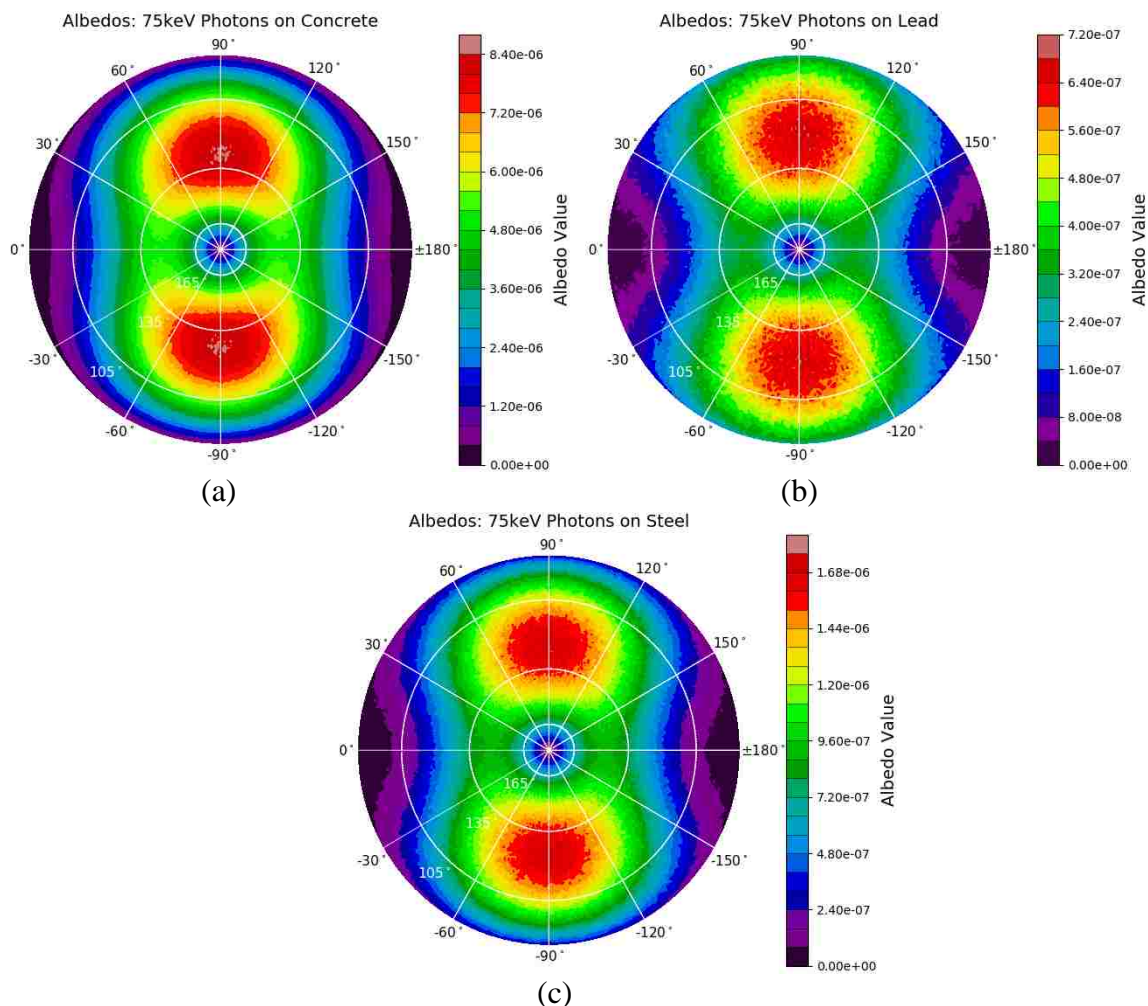 Albedos: 75keV Photons on Concrete
90°
60°
120°
30°
150°
0°
±180°
165
135
105°
-30°
-150°
-60°
-120°
-90°
8.40e-06
7.20e-06
6.00e-06
4.80e-06
3.60e-06
2.40e-06
1.20e-06
0.00e+00
Albedo Value
(a)
Albedos: 75keV Photons on Lead
90°
60°
120°
30°
150°
0°
±180°
165
135
105°
-30°
-150°
-60°
-120°
-90°
7.20e-07
6.40e-07
5.60e-07
4.80e-07
4.00e-07
3.20e-07
2.40e-07
1.60e-07
8.00e-08
0.00e+00
Albedo Value
(b)
Albedos: 75keV Photons on Steel
90°
60°
120°
30°
150°
0°
±180°
165
135
105°
-30°
-150°
-60°
-120°
-90°
1.68e-06
1.44e-06
1.20e-06
9.60e-07
7.20e-07
4.80e-07
2.40e-07
0.00e+00
Albedo Value
(c)